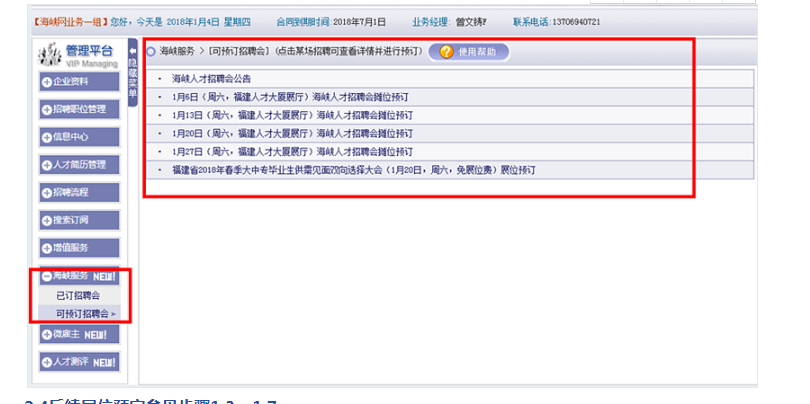 【海峡网业务一组】您好，今天是 2018年1月4日 星期四 合同到期时间:2018年7月1日 业务经理: 曾文琇 联系电话:13706940721
管理平台
VIP Managing
隐藏菜单
企业资料
招聘职位管理
信息中心
人才简历管理
招聘流程
搜索订阅
增值服务
海峡服务 NEW!
已订招聘会
可预订招聘会
微雇主 NEW!
人才测评 NEW!
海峡服务 > [可预订招聘会]（点击某场招聘可查看详情并进行预订） 使用帮助
· 海峡人才招聘会公告
· 1月6日（周六，福建人才大厦展厅）海峡人才招聘会摊位预订
· 1月13日（周六，福建人才大厦展厅）海峡人才招聘会摊位预订
· 1月20日（周六，福建人才大厦展厅）海峡人才招聘会摊位预订
· 1月27日（周六，福建人才大厦展厅）海峡人才招聘会摊位预订
· 福建省2018年春季大中专毕业生供需见面双向选择大会（1月20日，周六，免展位费）展位预订